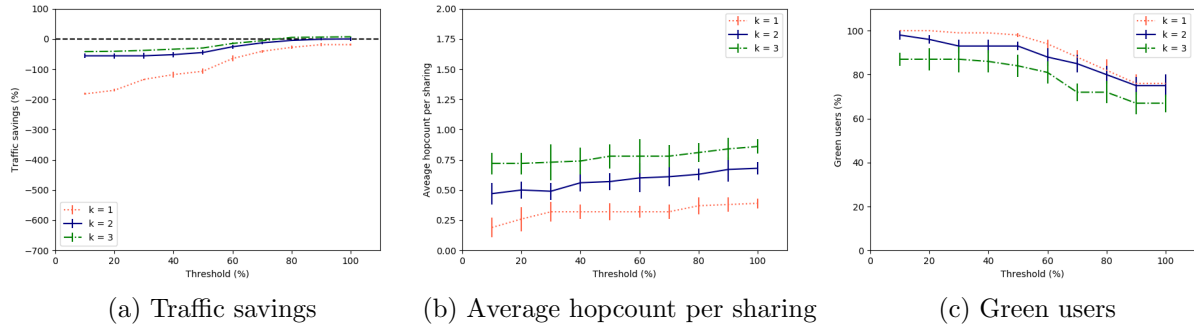 100
0
−100
−200
−300
−400
−500
−600
−700
Traffic savings (%)
k = 1
k = 2
k = 3
0 20 40 60 80 100
Threshold (%)
(a) Traffic savings
2.00
1.75
1.50
1.25
1.00
0.75
0.50
0.25
0.00
Aveage hopcount per sharing
k = 1
k = 2
k = 3
0 20 40 60 80 100
Threshold (%)
(b) Average hopcount per sharing
100
80
60
40
20
0
Green users (%)
k = 1
k = 2
k = 3
0 20 40 60 80 100
Threshold (%)
(c) Green users